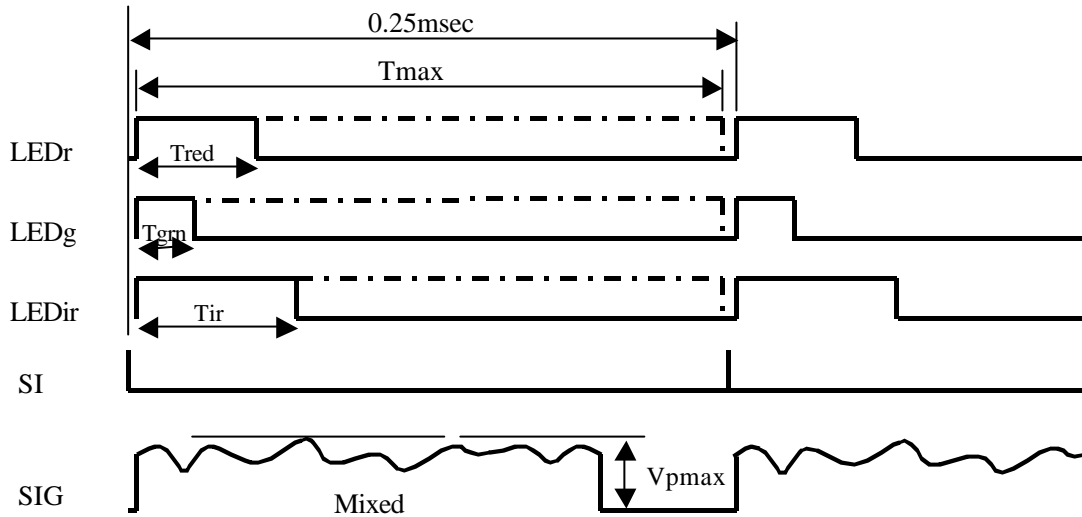 0.25msec
Tmax
LEDr
Tred
LEDg
Tgrn
LEDir
Tir
SI
SIG
Mixed
Vpmax